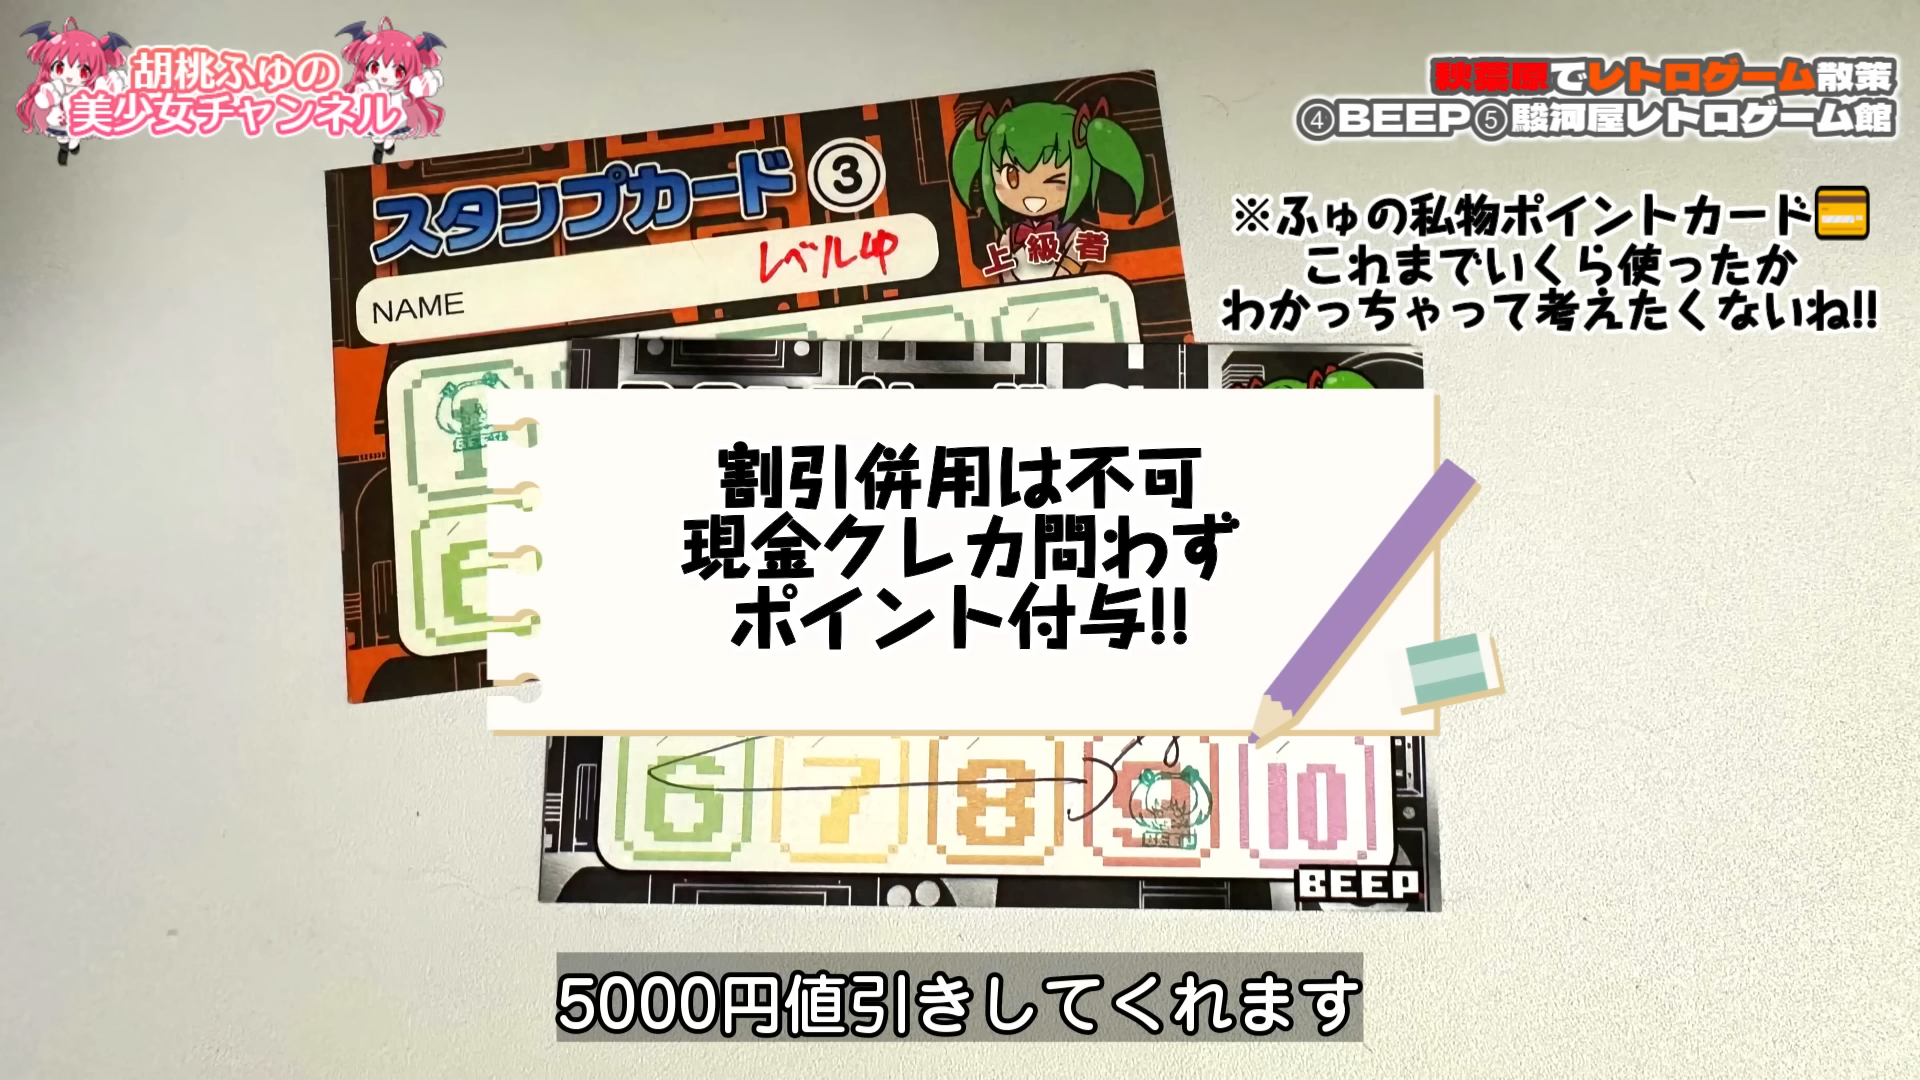 胡桃ふゅの
美少女チャンネル
秋葉原でレトロゲーム散策
④BEEP⑤駿河屋レトロゲーム館
※ふゅの私物ポイントカード
これまでいくら使ったか
わかっちゃって考えたくないね!!
スタンプカード③
レベルup
上級者
NAME
割引併用は不可
現金クレカ問わず
ポイント付与!!
6 7 8 9 10
BEEP
5000円値引きしてくれます